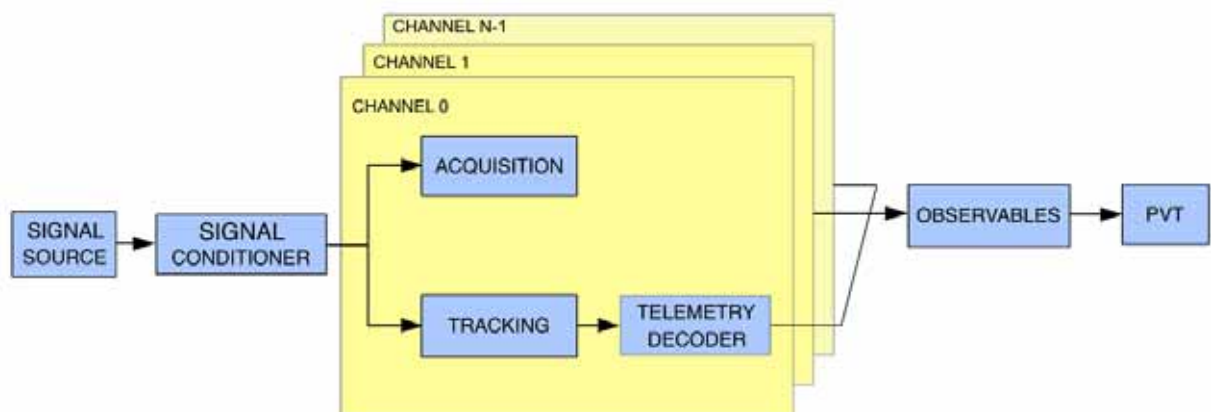 CHANNEL N-1
CHANNEL 1
CHANNEL 0
ACQUISITION
SIGNAL
SOURCE
SIGNAL
CONDITIONER
TRACKING
TELEMETRY
DECODER
OBSERVABLES
PVT